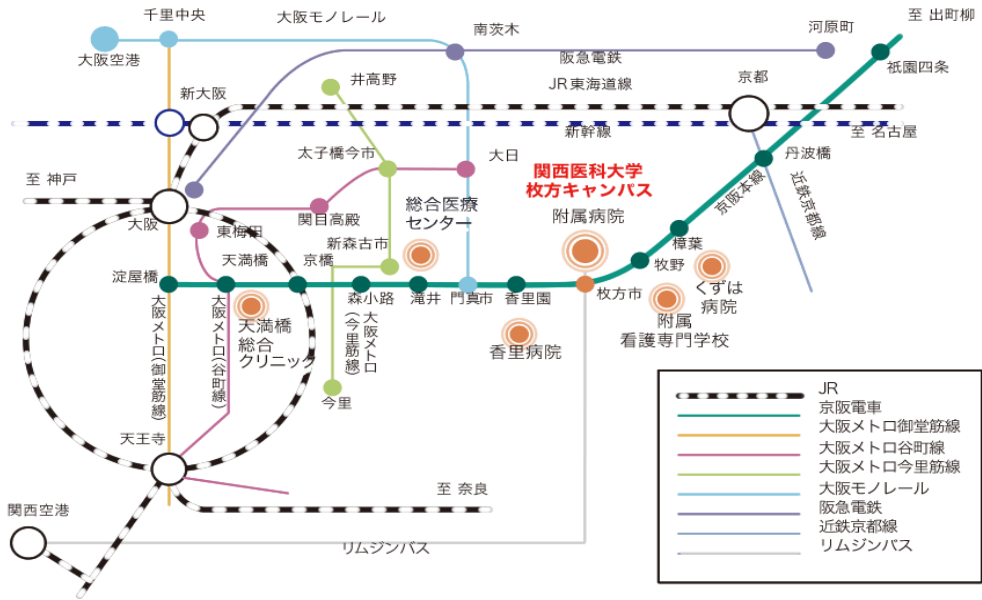 千里中央
大阪モノレール
大阪空港
南茨木
河原町
至 出町柳
阪急電鉄
祇園四条
井高野
JR東海道線
京都
新大阪
新幹線
至 名古屋
太子橋今市
大日
丹波橋
関西医科大学
枚方キャンパス
至 神戸
大阪
東梅田
関目高殿
総合医療
センター
附属病院
京阪本線
近鉄京都線
新森古市
樟葉
淀屋橋
天満橋
京橋
牧野
くずは
病院
森小路
滝井
門真市
香里園
枚方市
附属
看護専門学校
天満橋
総合
クリニック
香里病院
大阪メトロ(御堂筋線)
大阪メトロ(谷町線)
大阪メトロ
(今里筋線)
今里
天王寺
至 奈良
関西空港
リムジンバス
JR
京阪電車
大阪メトロ御堂筋線
大阪メトロ谷町線
大阪メトロ今里筋線
大阪モノレール
阪急電鉄
近鉄京都線
リムジンバス